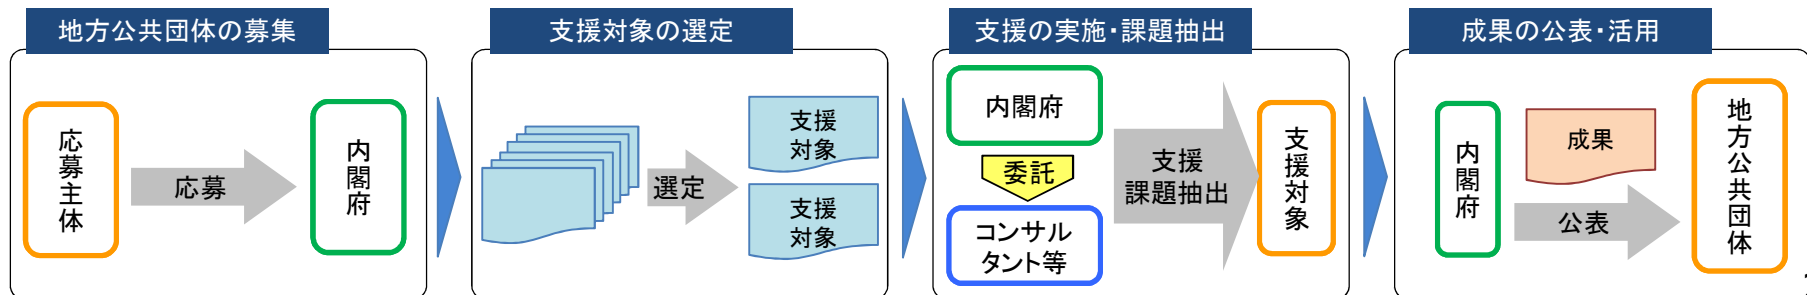 地方公共団体の募集
応募主体
応募
内閣府
支援対象の選定
選定
支援
対象
支援
対象
支援の実施・課題抽出
内閣府
委託
コンサル
タント等
支援
課題抽出
支援対象
成果の公表・活用
内閣府
成果
公表
地方公共団体